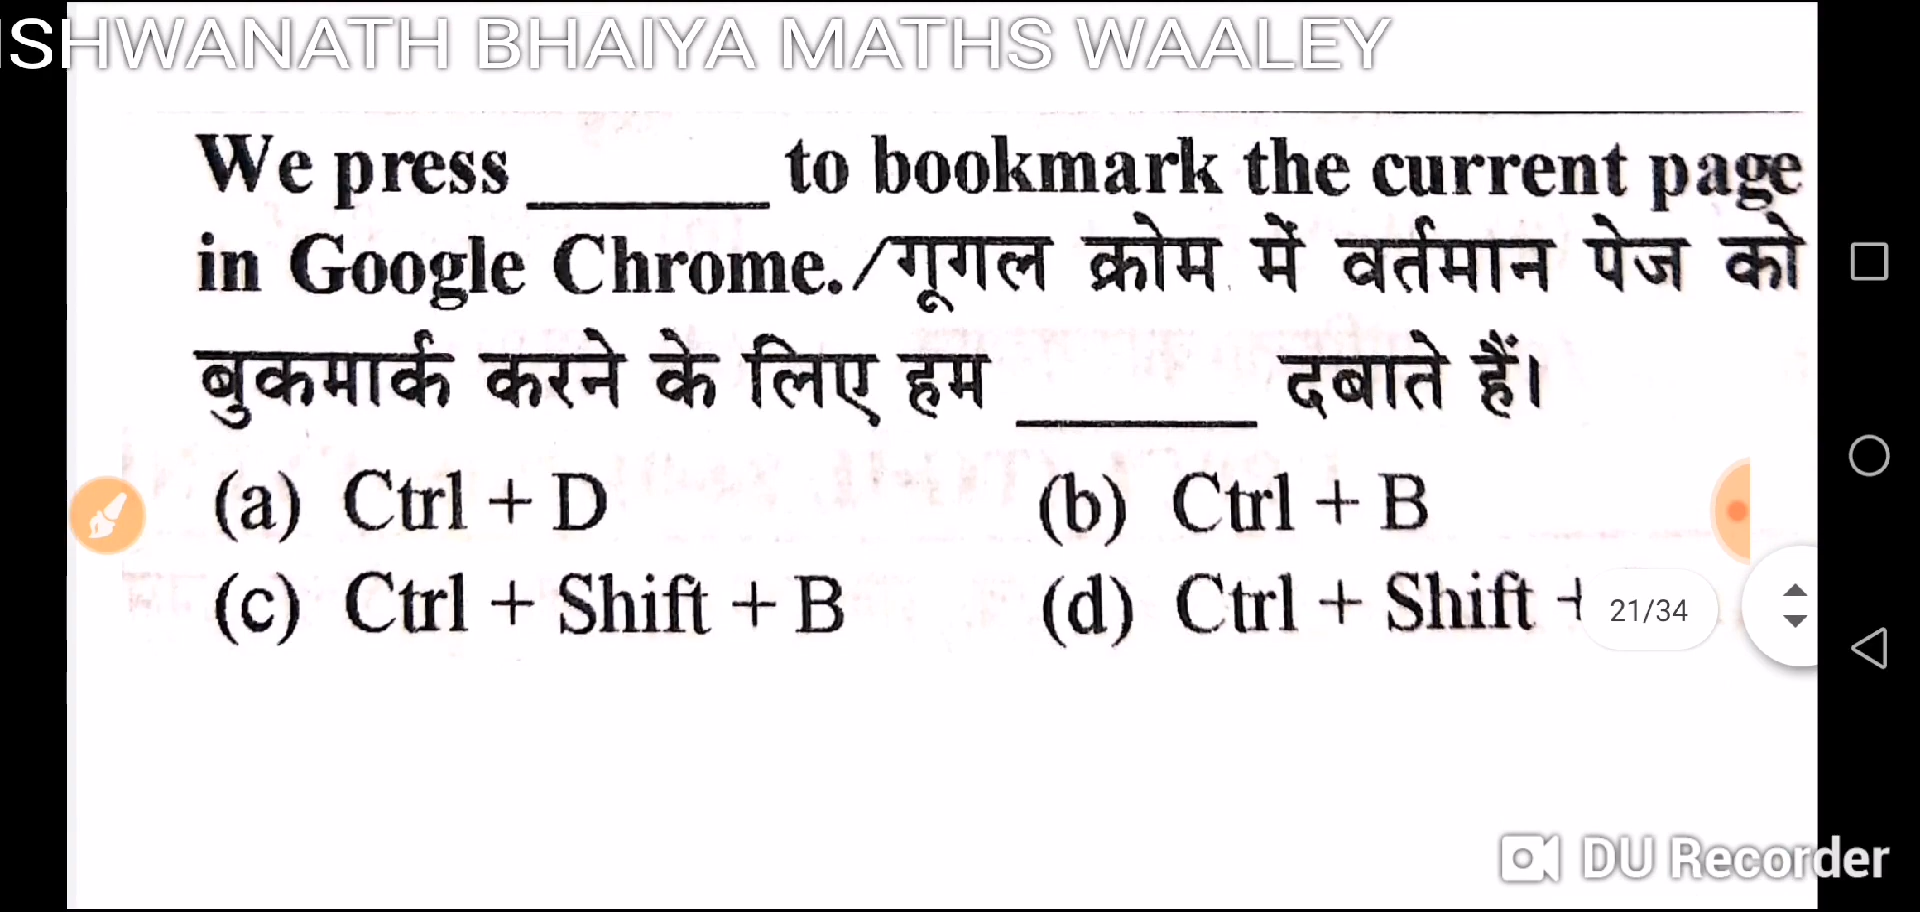 ISHWANATH BHAIYA MATHS WAALEY
We press ______ to bookmark the current page
in Google Chrome./गूगल क्रोम में वर्तमान पेज को
बुकमार्क करने के लिए हम ______ दबाते हैं।
(a) Ctrl + D (b) Ctrl + B
(c) Ctrl + Shift + B (d) Ctrl + Shift +
21/34
DU Recorder